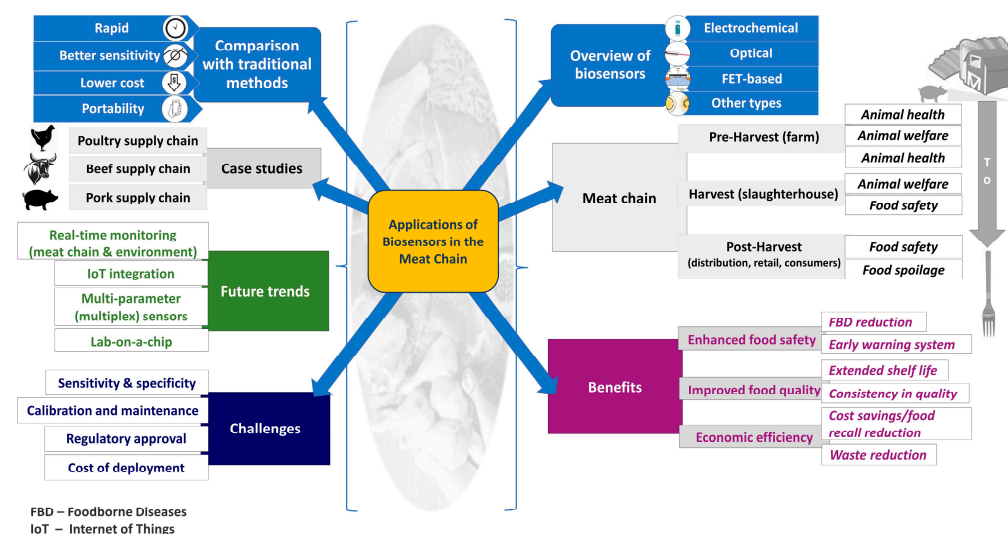 Rapid
Better sensitivity
Lower cost
Portability
Comparison
with traditional
methods
Poultry supply chain
Beef supply chain
Pork supply chain
Case studies
Real-time monitoring
(meat chain & environment)
IoT integration
Multi-parameter
(multiplex) sensors
Lab-on-a-chip
Future trends
Sensitivity & specificity
Calibration and maintenance
Regulatory approval
Cost of deployment
Challenges
Applications of
Biosensors in the
Meat Chain
Overview of
biosensors
Electrochemical
Optical
FET-based
Other types
Meat chain
Pre-Harvest (farm)
Animal health
Animal welfare
Animal health
Harvest (slaughterhouse)
Animal welfare
Food safety
Post-Harvest
(distribution, retail, consumers)
Food safety
Food spoilage
T
O
Benefits
Enhanced food safety
FBD reduction
Early warning system
Improved food quality
Extended shelf life
Consistency in quality
Economic efficiency
Cost savings/food
recall reduction
Waste reduction
FBD – Foodborne Diseases
IoT – Internet of Things